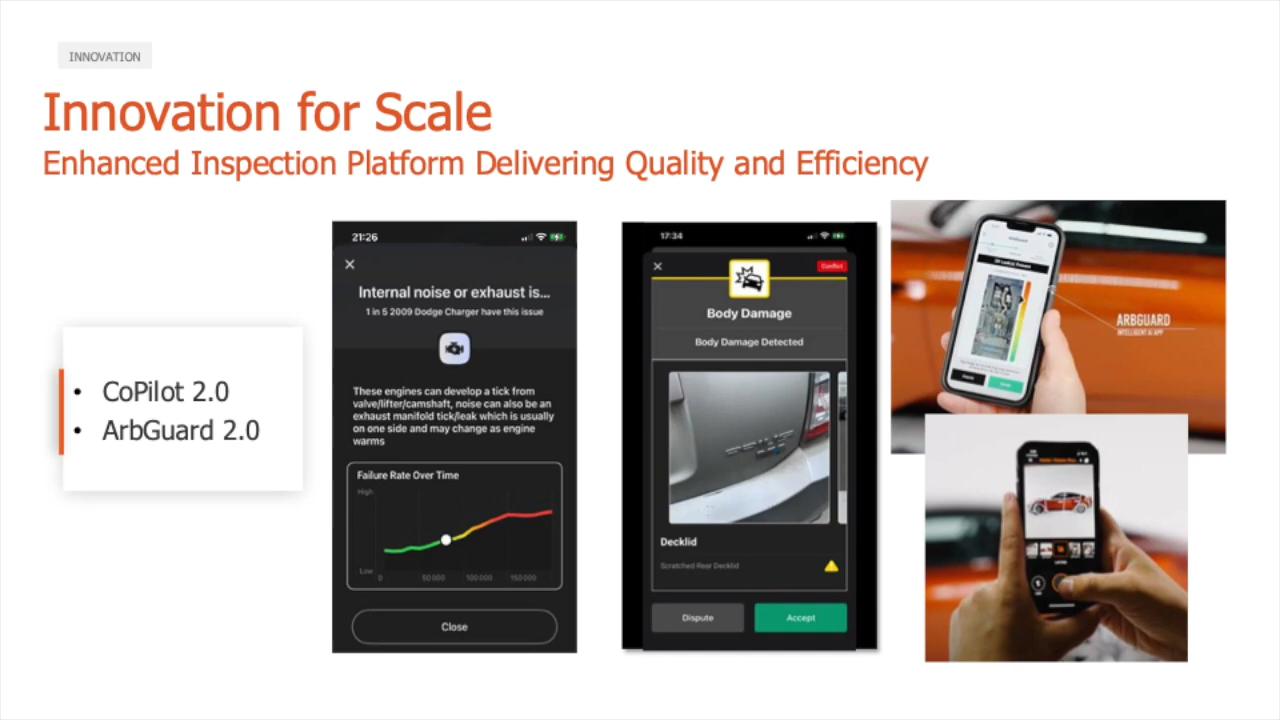 INNOVATION
Innovation for Scale
Enhanced Inspection Platform Delivering Quality and Efficiency
• CoPilot 2.0
• ArbGuard 2.0
21:26
Internal noise or exhaust is...
1 in 5 2009 Dodge Charger have this issue
These engines can develop a tick from
valve/lifter/camshaft, noise can also be an
exhaust manifold tick/leak which is usually
on one side and may change as engine
warms
Failure Rate Over Time
High
Low
0 50 000 100 000 150 000
Close
17:34
Conflict
Body Damage
Body Damage Detected
Decklid
Scratched Rear Decklid
Dispute
Accept
ARBGUARD
INTELLIGENT AI APP